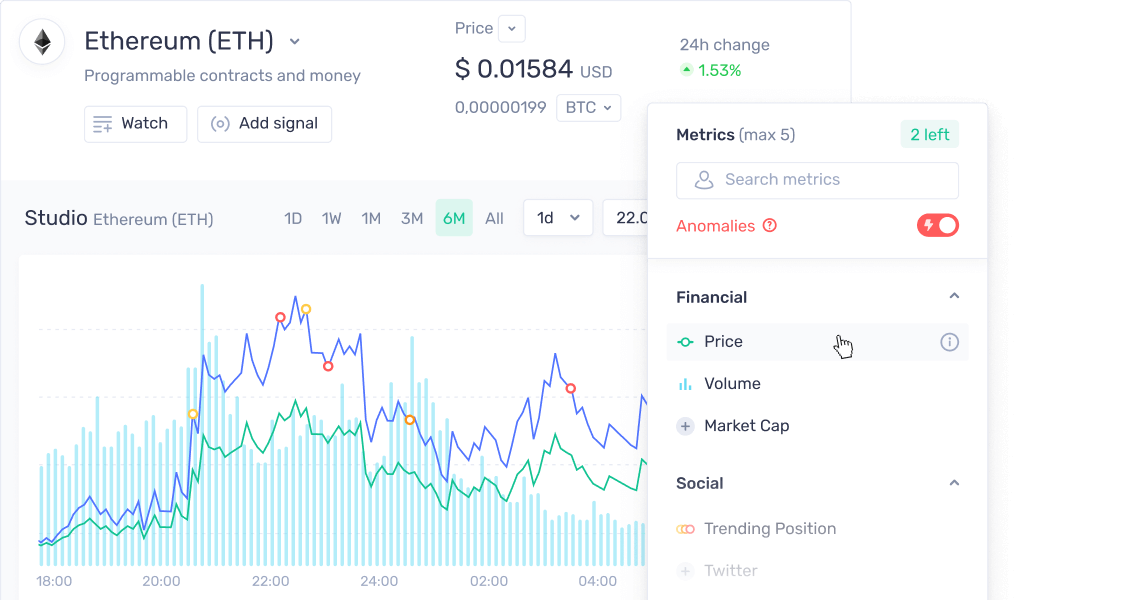 Ethereum (ETH)
Programmable contracts and money
Watch
Add signal
Price
$ 0.01584 USD
0,00000199 BTC
24h change
1.53%
Metrics (max 5)
2 left
Search metrics
Anomalies
Studio Ethereum (ETH)
1D 1W 1M 3M 6M All
1d
22.0
Financial
Price
Volume
Market Cap
Social
Trending Position
Twitter
18:00 20:00 22:00 24:00 02:00 04:00